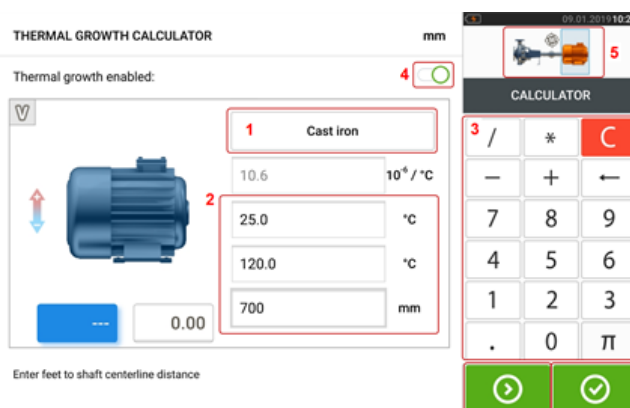 09.01.2019 10:2
THERMAL GROWTH CALCULATOR mm
Thermal growth enabled: 4
5
CALCULATOR
V
1 Cast iron
10.6 10⁻⁶ / °C
2
25.0 °C
120.0 °C
700 mm
--- 0.00
Enter feet to shaft centerline distance
3 / * C
− + ←
7 8 9
4 5 6
1 2 3
. 0 π